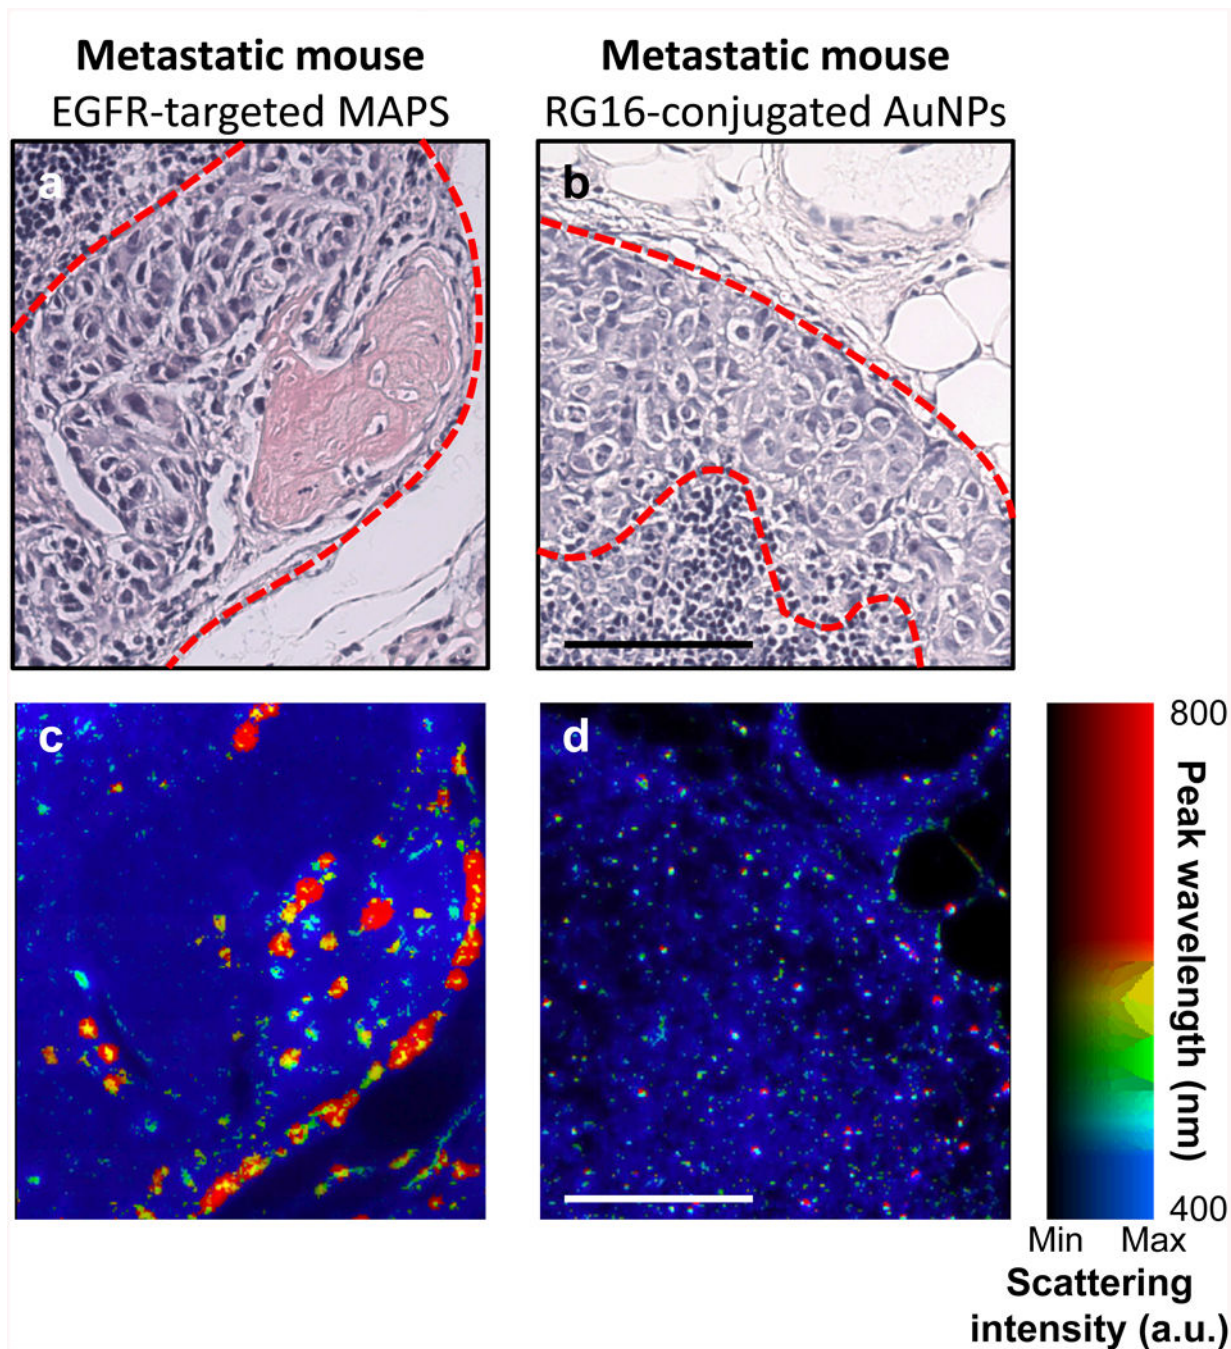 Metastatic mouse
EGFR-targeted MAPS
Metastatic mouse
RG16-conjugated AuNPs
a
b
c
d
800
Peak wavelength (nm)
400
Min Max
Scattering
intensity (a.u.)